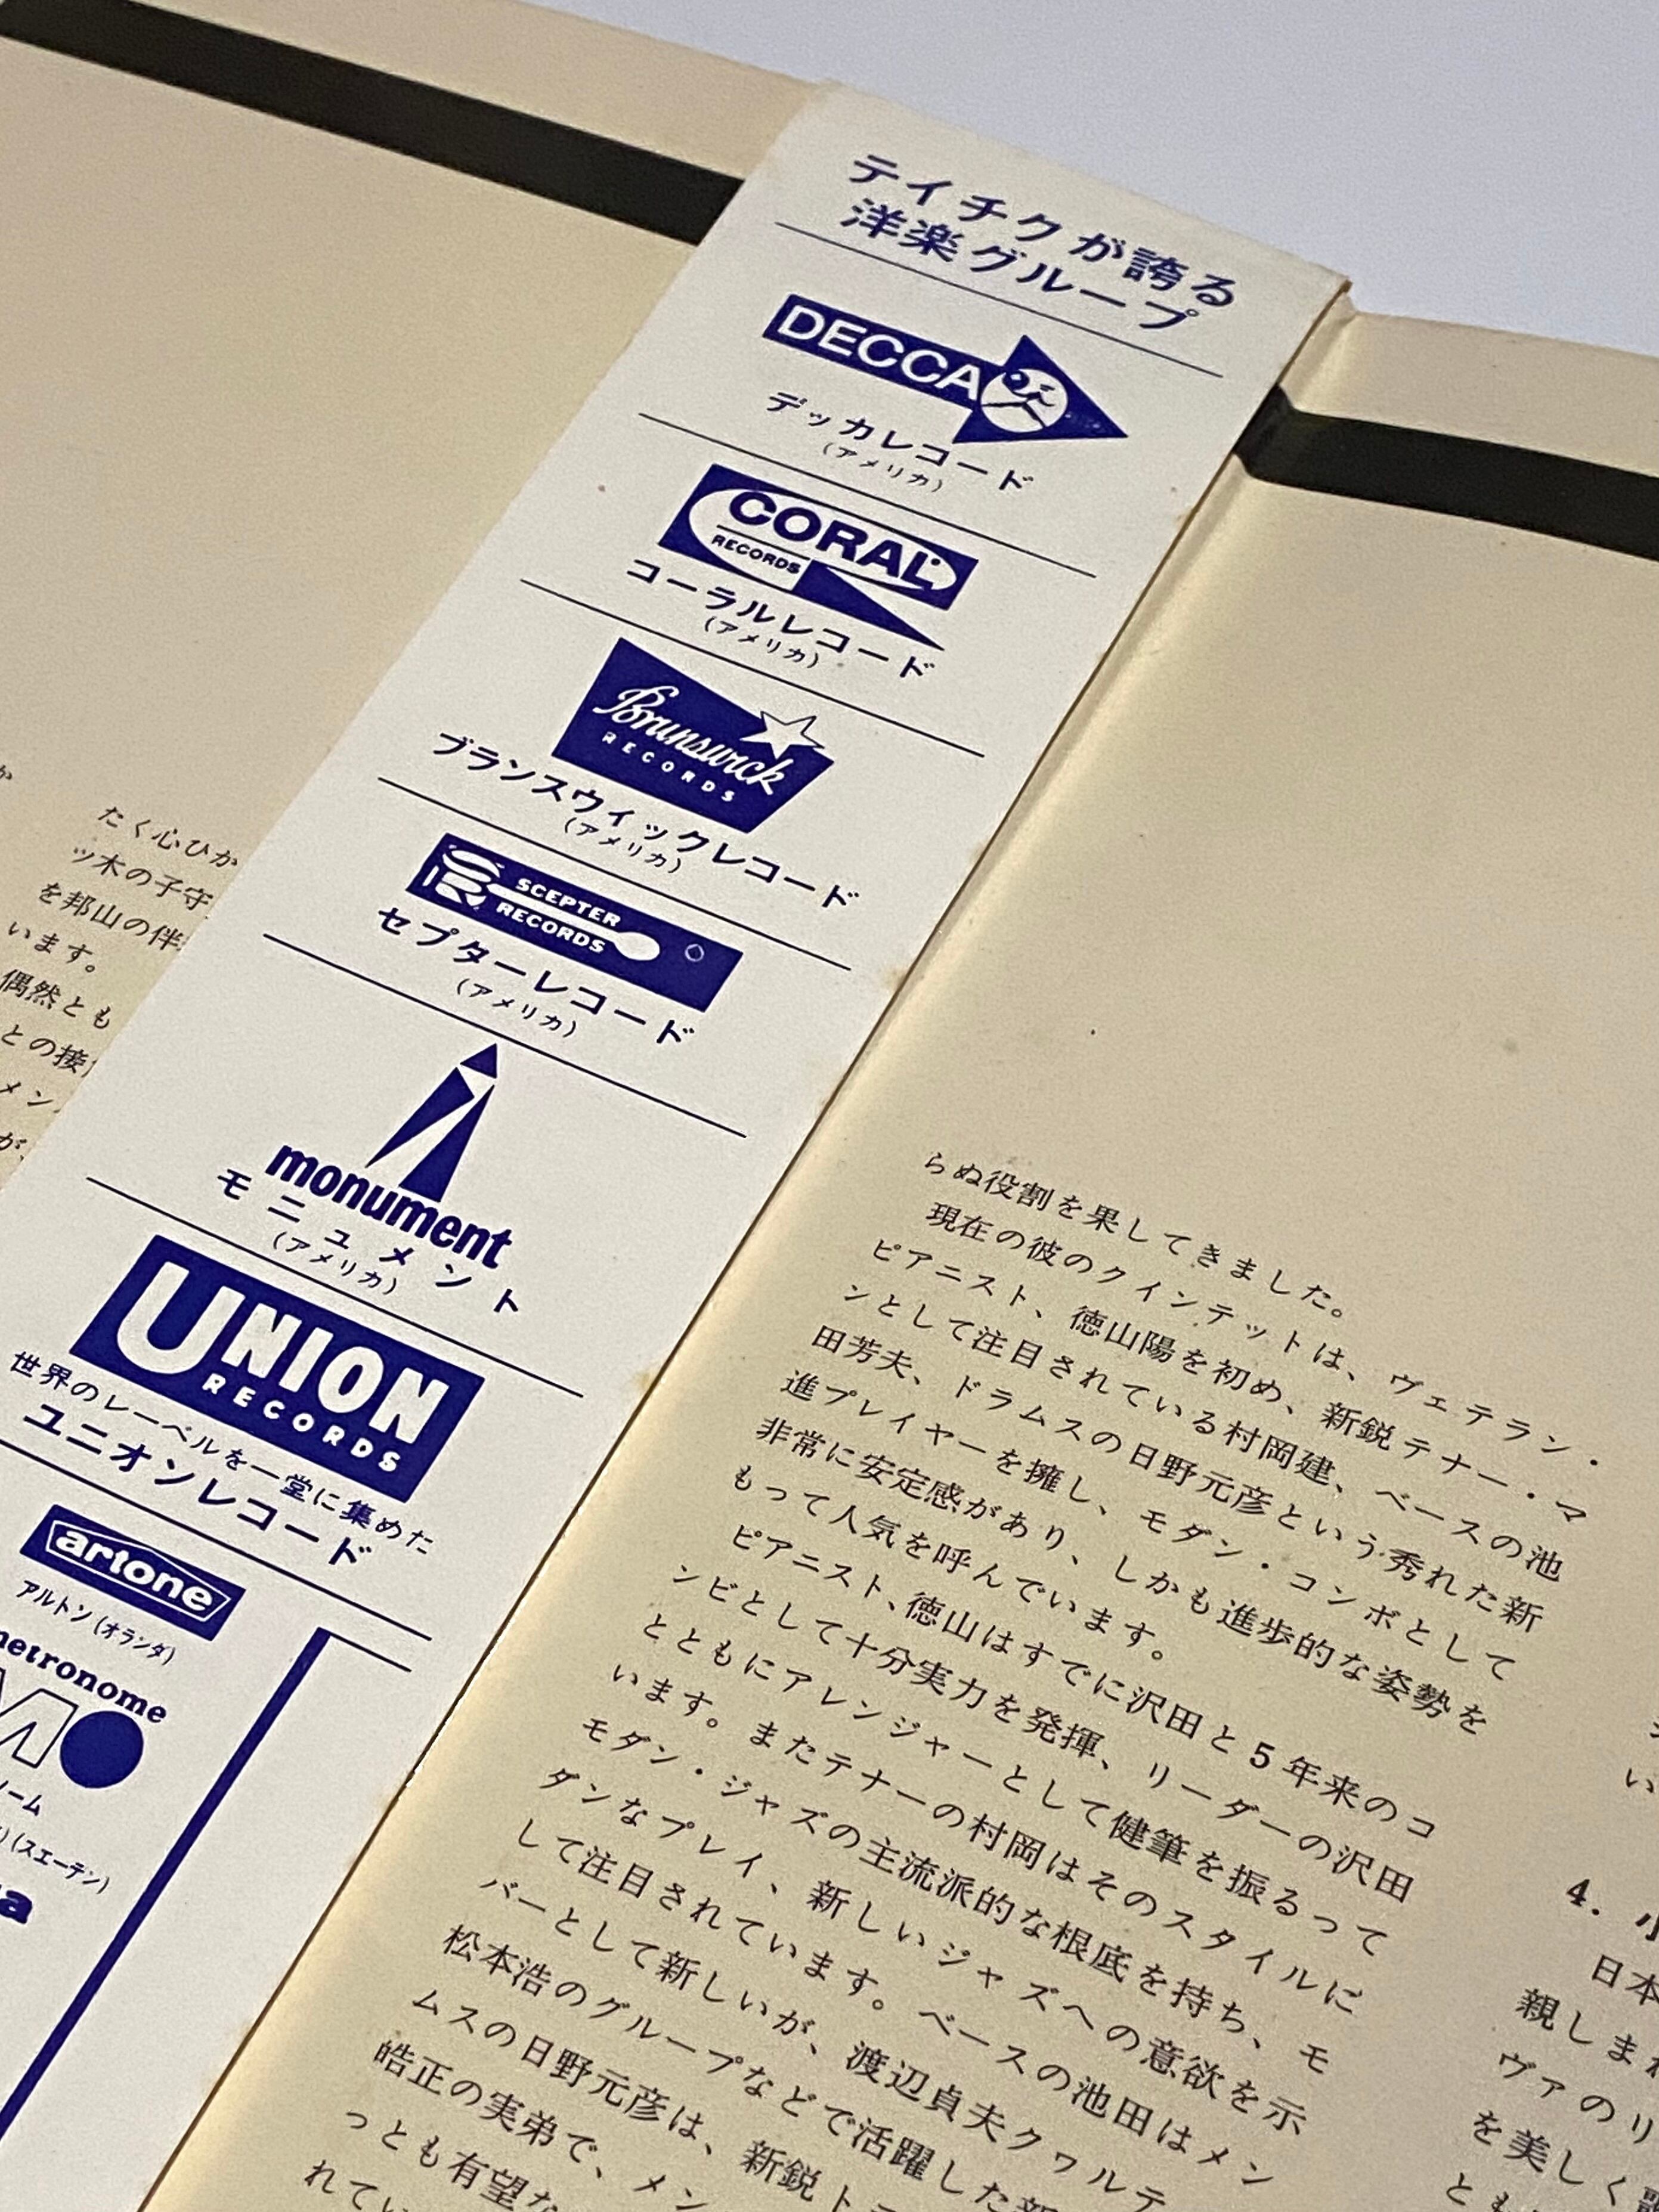 テイチクが誇る
洋楽グループ
DECCA
デッカレコード
(アメリカ)
CORAL
RECORDS
コーラルレコード
(アメリカ)
Brunswick
RECORDS
ブランスウィックレコード
(アメリカ)
SCEPTER
RECORDS
セプターレコード
(アメリカ)
monument
モニュメント
(アメリカ)
UNION
RECORDS
世界のレーベルを一堂に集めた
ユニオンレコード
artone
アルトン(オランダ)
metronome
ーム
(スエーデン)
a
か
たく心ひか
ツ木の子守
を邦山の伴
います。
偶然とも
との接
メン
が、
らぬ役割を果してきました。
現在の彼のクインテットは、ヴェテラン・
ピアニスト、徳山陽を初め、新鋭テナー・マ
ンとして注目されている村岡建、ベースの池
田芳夫、ドラムスの日野元彦という秀れた新
進プレイヤーを擁し、モダン・コンボとして
非常に安定感があり、しかも進歩的な姿勢を
もって人気を呼んでいます。
ピアニスト、徳山はすでに沢田と5年来のコ
ンビとして十分実力を発揮、リーダーの沢田
とともにアレンジャーとして健筆を振るって
います。またテナーの村岡はそのスタイルに
モダン・ジャズの主流派的な根底を持ち、モ
ダンなプレイ、新しいジャズへの意欲を示
して注目されています。ベースの池田はメン
バーとして新しいが、渡辺貞夫クヮルテ
松本浩のグループなどで活躍した新
ムスの日野元彦は、新鋭トラ
皓正の実弟で、メン
っとも有望な
れてい
い
4. 小
日本
親しまれ
ヴァのリ
を美しく
とも